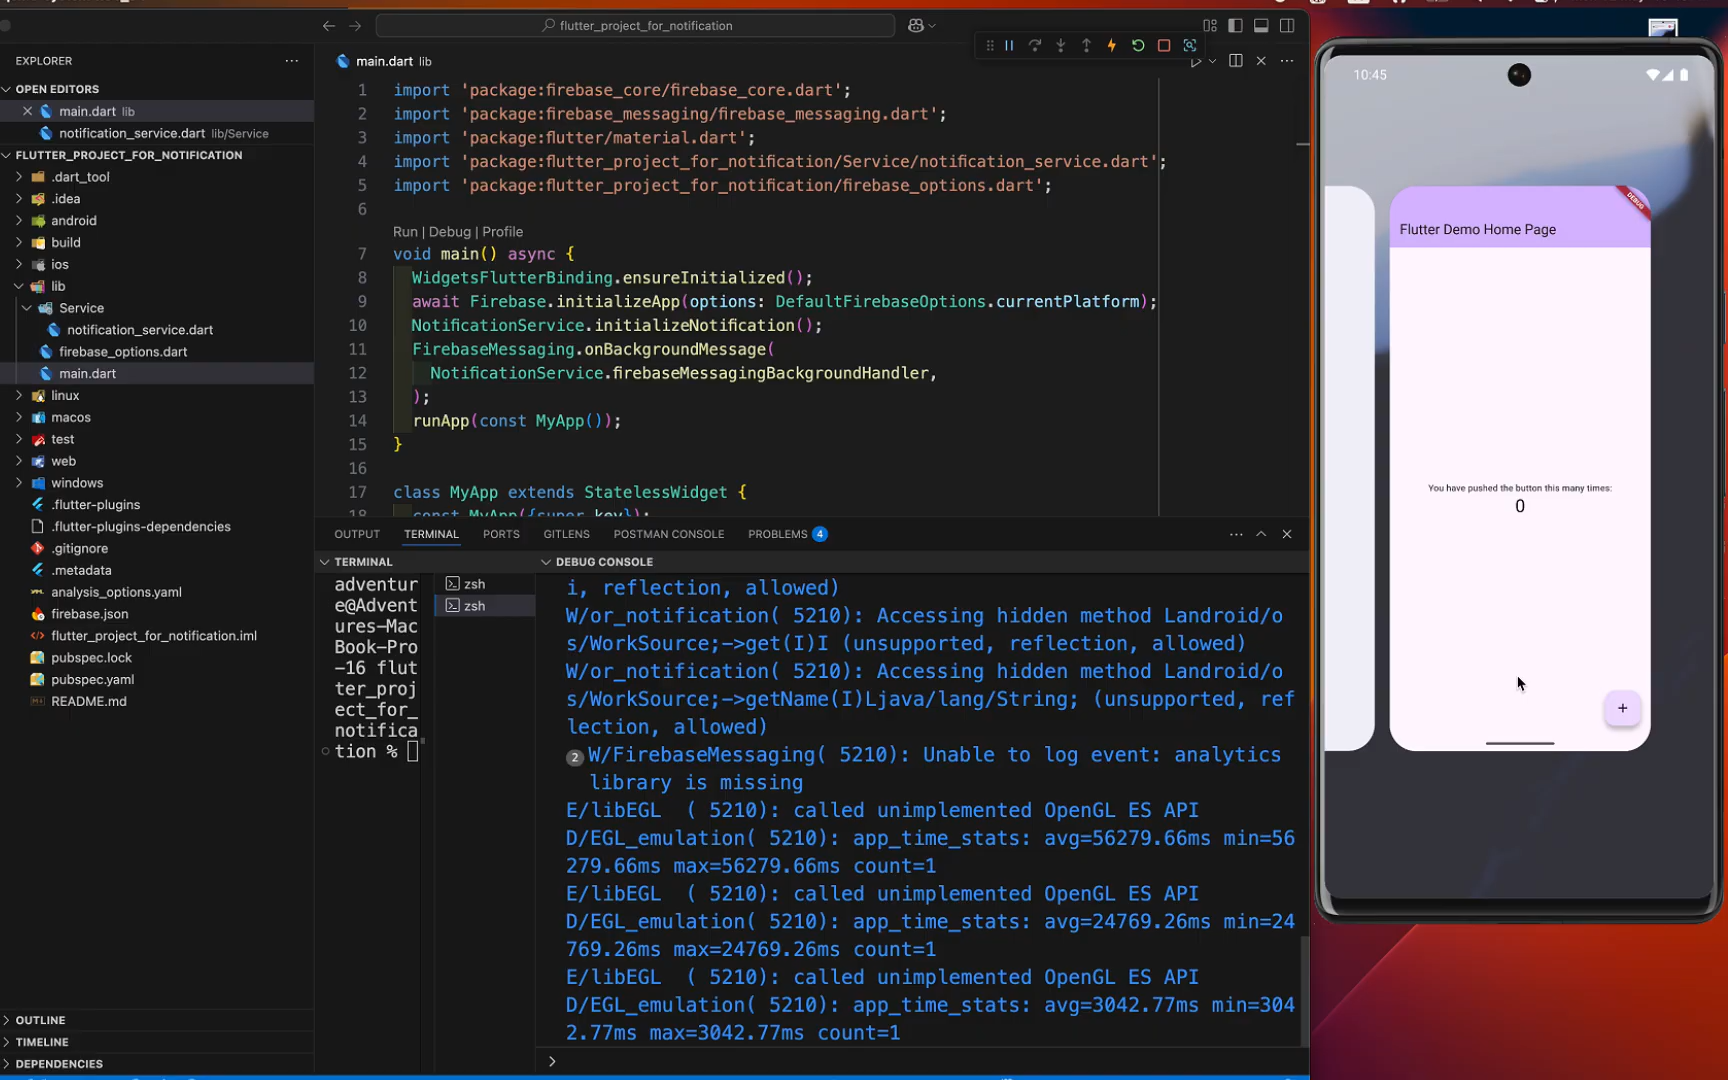 flutter_project_for_notification
EXPLORER
OPEN EDITORS
main.dart lib
notification_service.dart lib/Service
FLUTTER_PROJECT_FOR_NOTIFICATION
.dart_tool
.idea
android
build
ios
lib
Service
notification_service.dart
firebase_options.dart
main.dart
linux
macos
test
web
windows
.flutter-plugins
.flutter-plugins-dependencies
.gitignore
.metadata
analysis_options.yaml
firebase.json
flutter_project_for_notification.iml
pubspec.lock
pubspec.yaml
README.md
OUTLINE
TIMELINE
DEPENDENCIES
main.dart lib
1 import 'package:firebase_core/firebase_core.dart';
2 import 'package:firebase_messaging/firebase_messaging.dart';
3 import 'package:flutter/material.dart';
4 import 'package:flutter_project_for_notification/Service/notification_service.dart';
5 import 'package:flutter_project_for_notification/firebase_options.dart';
6
Run | Debug | Profile
7 void main() async {
8 WidgetsFlutterBinding.ensureInitialized();
9 await Firebase.initializeApp(options: DefaultFirebaseOptions.currentPlatform);
10 NotificationService.initializeNotification();
11 FirebaseMessaging.onBackgroundMessage(
12 NotificationService.firebaseMessagingBackgroundHandler,
13 );
14 runApp(const MyApp());
15 }
16
17 class MyApp extends StatelessWidget {
18 const MyApp({super.key});
OUTPUT TERMINAL PORTS GITLENS POSTMAN CONSOLE PROBLEMS 4
TERMINAL
adventur
e@Advent
ures-Mac
Book-Pro
-16 flut
ter_proj
ect_for_
notifica
tion %
zsh
zsh
DEBUG CONSOLE
i, reflection, allowed)
W/or_notification( 5210): Accessing hidden method Landroid/o
s/WorkSource;->get(I)I (unsupported, reflection, allowed)
W/or_notification( 5210): Accessing hidden method Landroid/o
s/WorkSource;->getName(I)Ljava/lang/String; (unsupported, ref
lection, allowed)
2 W/FirebaseMessaging( 5210): Unable to log event: analytics
library is missing
E/libEGL  ( 5210): called unimplemented OpenGL ES API
D/EGL_emulation( 5210): app_time_stats: avg=56279.66ms min=56
279.66ms max=56279.66ms count=1
E/libEGL  ( 5210): called unimplemented OpenGL ES API
D/EGL_emulation( 5210): app_time_stats: avg=24769.26ms min=24
769.26ms max=24769.26ms count=1
E/libEGL  ( 5210): called unimplemented OpenGL ES API
D/EGL_emulation( 5210): app_time_stats: avg=3042.77ms min=304
2.77ms max=3042.77ms count=1
10:45
DEBUG
Flutter Demo Home Page
You have pushed the button this many times:
0
+